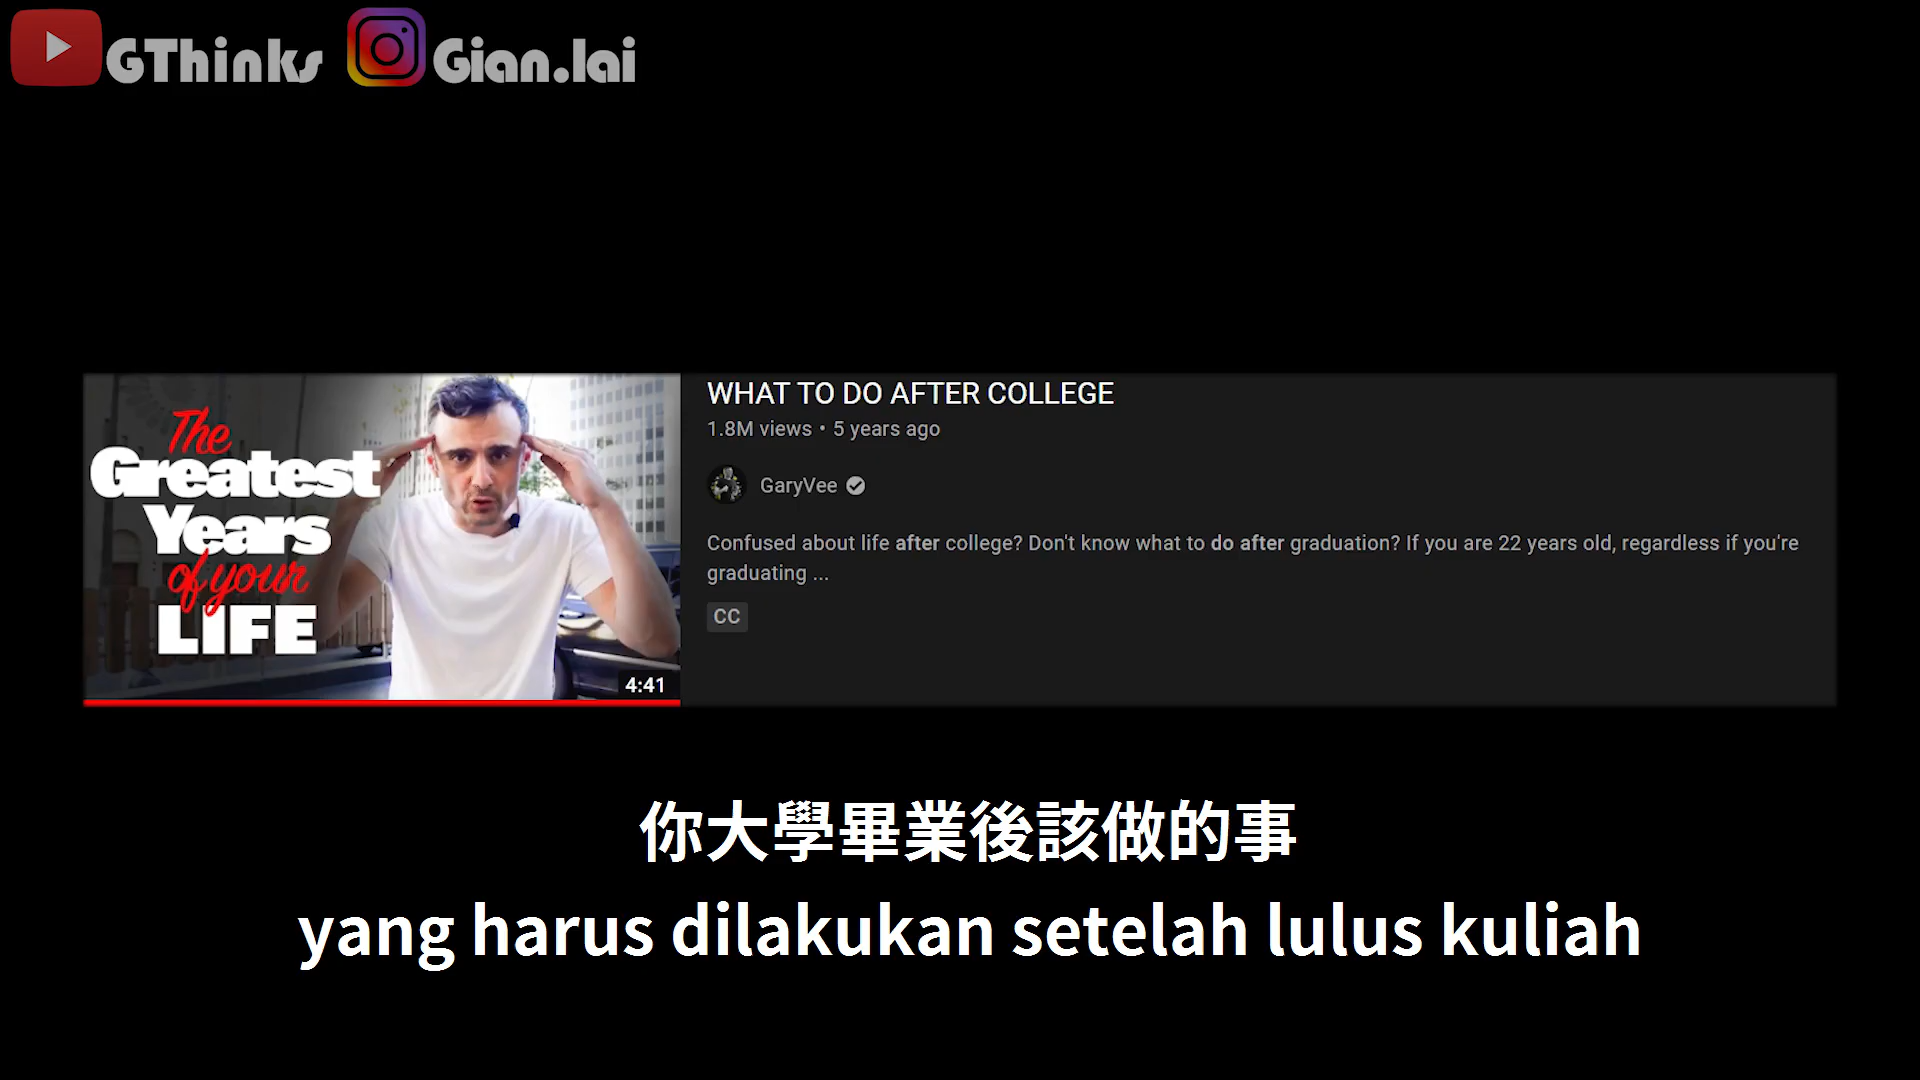 GThinks Gian.lai
The
Greatest
Years
of your
LIFE
4:41
WHAT TO DO AFTER COLLEGE
1.8M views • 5 years ago
GaryVee
Confused about life after college? Don't know what to do after graduation? If you are 22 years old, regardless if you're
graduating ...
CC
你大學畢業後該做的事
yang harus dilakukan setelah lulus kuliah